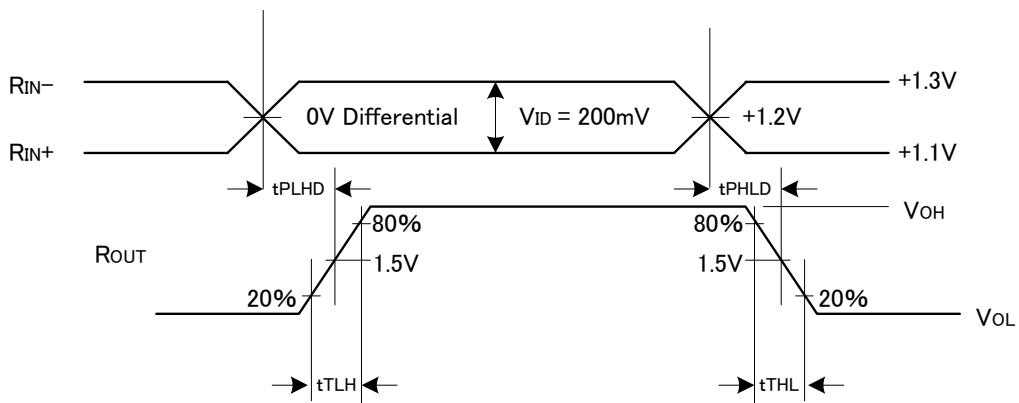 RIN−
RIN+
0V Differential
VID = 200mV
+1.3V
+1.2V
+1.1V
tPLHD
tPHLD
ROUT
80%
1.5V
20%
80%
1.5V
20%
VOH
VOL
tTLH
tTHL